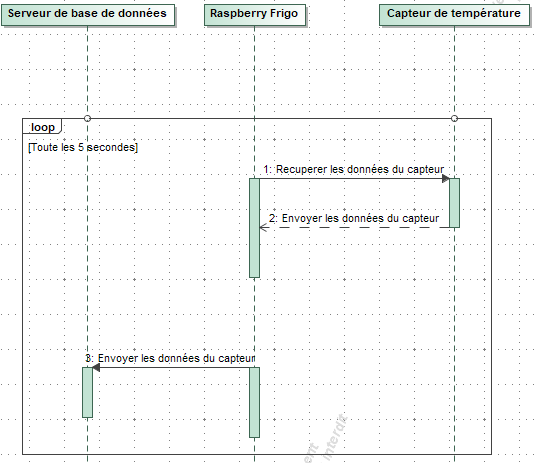 Serveur de base de données
Raspberry Frigo
Capteur de température
loop
[Toute les 5 secondes]
1: Recuperer les données du capteur
2: Envoyer les données du capteur
3: Envoyer les données du capteur
interdit